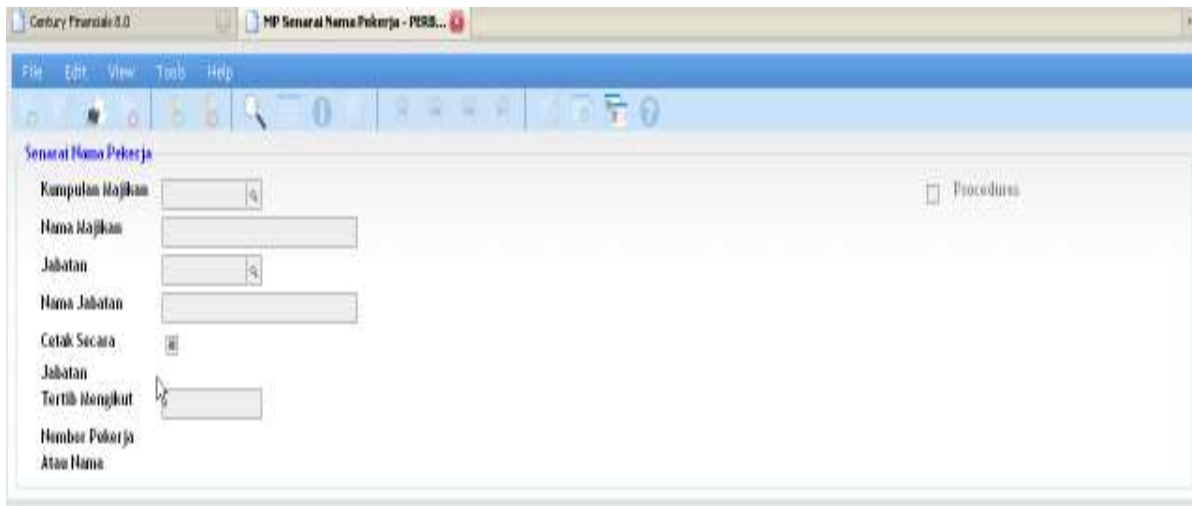 Century Financials 8.0
MP Senarai Nama Pekerja - PERB...
File Edit View Tools Help
Senarai Nama Pekerja
Kumpulan Majikan
Procedures
Nama Majikan
Jabatan
Nama Jabatan
Cetak Secara
Jabatan
Tertib Mengikut
Nombor Pekerja
Atau Nama